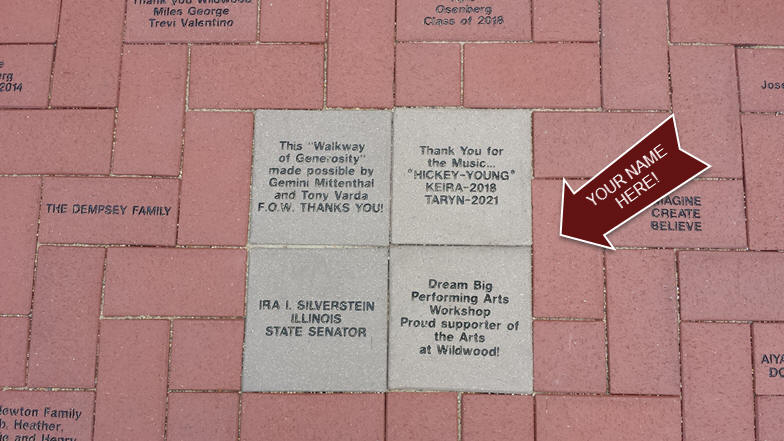 Thank you Wildwood
Miles George
Trevi Valentino
Osenberg
Class of 2018
2014
This "Walkway
of Generosity"
made possible by
Gemini Mittenthal
and Tony Varda
F.O.W. THANKS YOU!
Thank You for
the Music...
*HICKEY-YOUNG*
KEIRA-2018
TARYN-2021
YOUR NAME
HERE!
THE DEMPSEY FAMILY
CREATE
BELIEVE
IRA I. SILVERSTEIN
ILLINOIS
STATE SENATOR
Dream Big
Performing Arts
Workshop
Proud supporter of
the Arts
at Wildwood!
Family
Heather,
and Henry